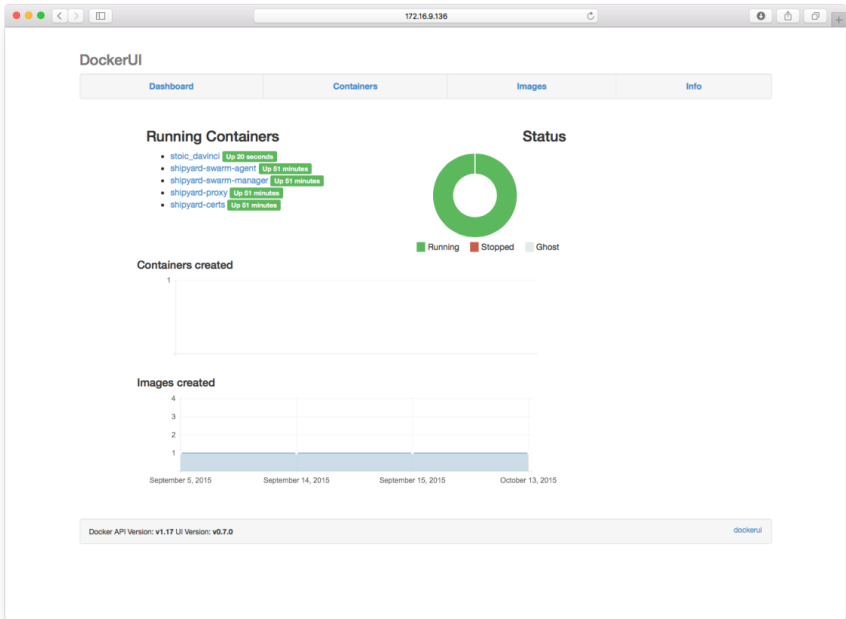 172.16.9.136
DockerUI
Dashboard Containers Images Info
Running Containers
stoic_davinci Up 20 seconds
shipyard-swarm-agent Up 51 minutes
shipyard-swarm-manager Up 51 minutes
shipyard-proxy Up 51 minutes
shipyard-certs Up 51 minutes
Status
Running Stopped Ghost
Containers created
1
Images created
4
3
2
1
September 5, 2015 September 14, 2015 September 15, 2015 October 13, 2015
Docker API Version: v1.17 UI Version: v0.7.0 dockerui